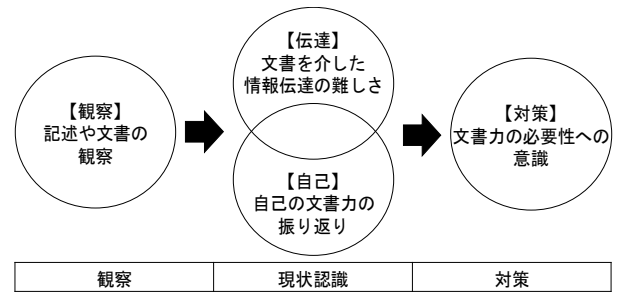 【観察】
記述や文書の
観察
【伝達】
文書を介した
情報伝達の難しさ
【自己】
自己の文書力の
振り返り
【対策】
文書力の必要性への
意識
観察
現状認識
対策